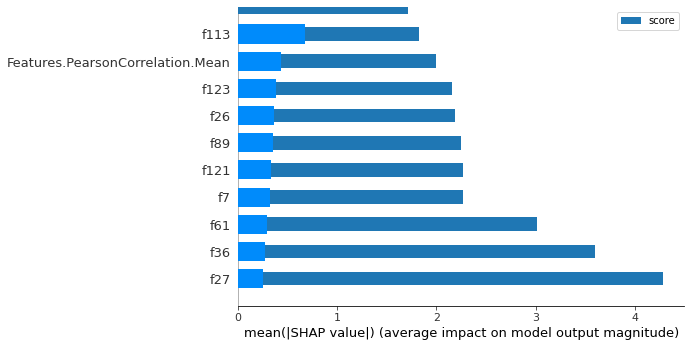 score
f113
Features.PearsonCorrelation.Mean
f123
f26
f89
f121
f7
f61
f36
f27
0 1 2 3 4
mean(|SHAP value|) (average impact on model output magnitude)